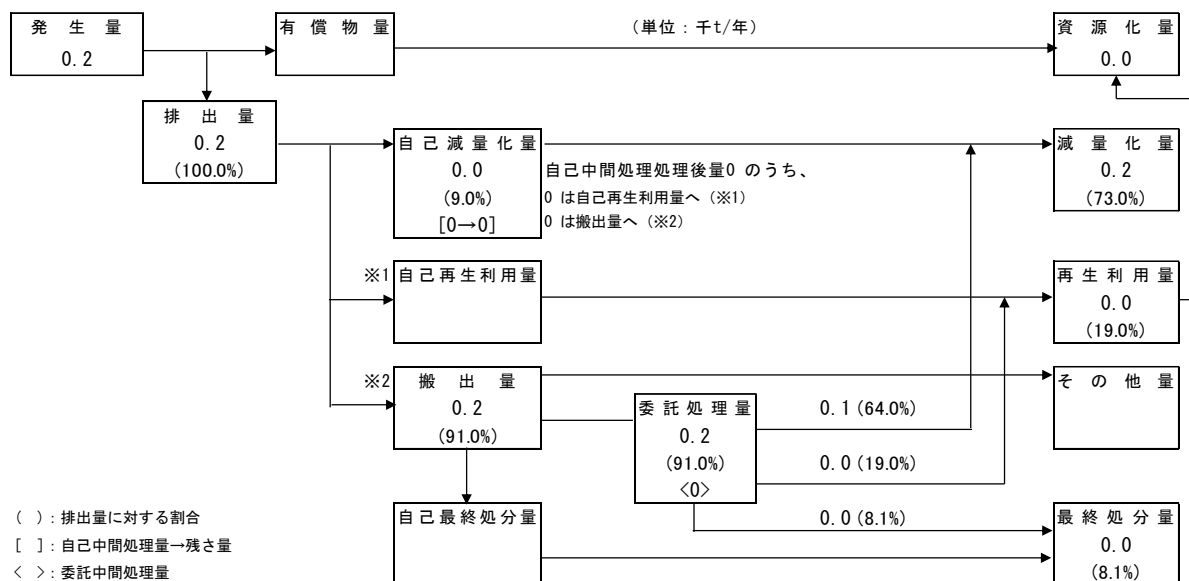 発生量
0.2
有償物量
(単位：千t/年)
資源化量
0.0
排出量
0.2
(100.0%)
自己減量化量
0.0
(9.0%)
[0→0]
自己中間処理処理後量0 のうち、
0 は自己再生利用量へ（※1）
0 は搬出量へ（※2）
減量化量
0.2
(73.0%)
※1
自己再生利用量
再生利用量
0.0
(19.0%)
※2
搬出量
0.2
(91.0%)
委託処理量
0.2
(91.0%)
<0>
0.1 (64.0%)
0.0 (19.0%)
0.0 (8.1%)
その他量
自己最終処分量
最終処分量
0.0
(8.1%)
( )：排出量に対する割合
[ ]：自己中間処理量→残さ量
< >：委託中間処理量